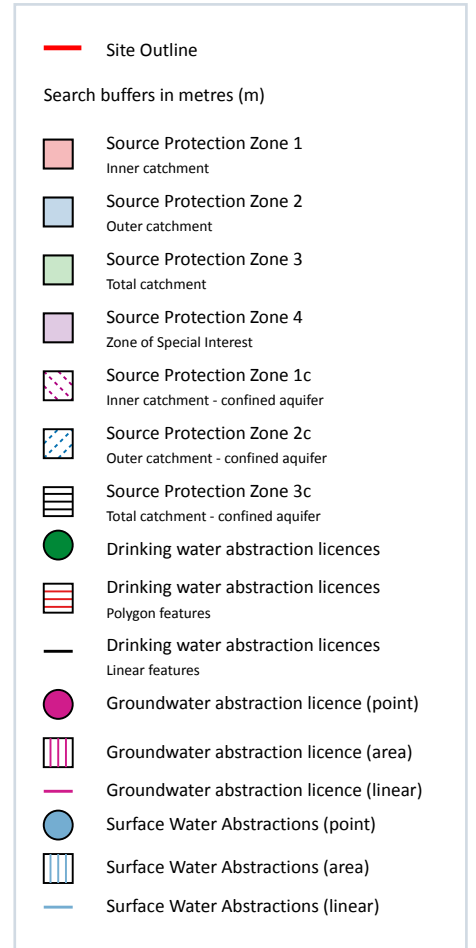 Site Outline
Search buffers in metres (m)
Source Protection Zone 1
Inner catchment
Source Protection Zone 2
Outer catchment
Source Protection Zone 3
Total catchment
Source Protection Zone 4
Zone of Special Interest
Source Protection Zone 1c
Inner catchment - confined aquifer
Source Protection Zone 2c
Outer catchment - confined aquifer
Source Protection Zone 3c
Total catchment - confined aquifer
Drinking water abstraction licences
Drinking water abstraction licences
Polygon features
Drinking water abstraction licences
Linear features
Groundwater abstraction licence (point)
Groundwater abstraction licence (area)
Groundwater abstraction licence (linear)
Surface Water Abstractions (point)
Surface Water Abstractions (area)
Surface Water Abstractions (linear)